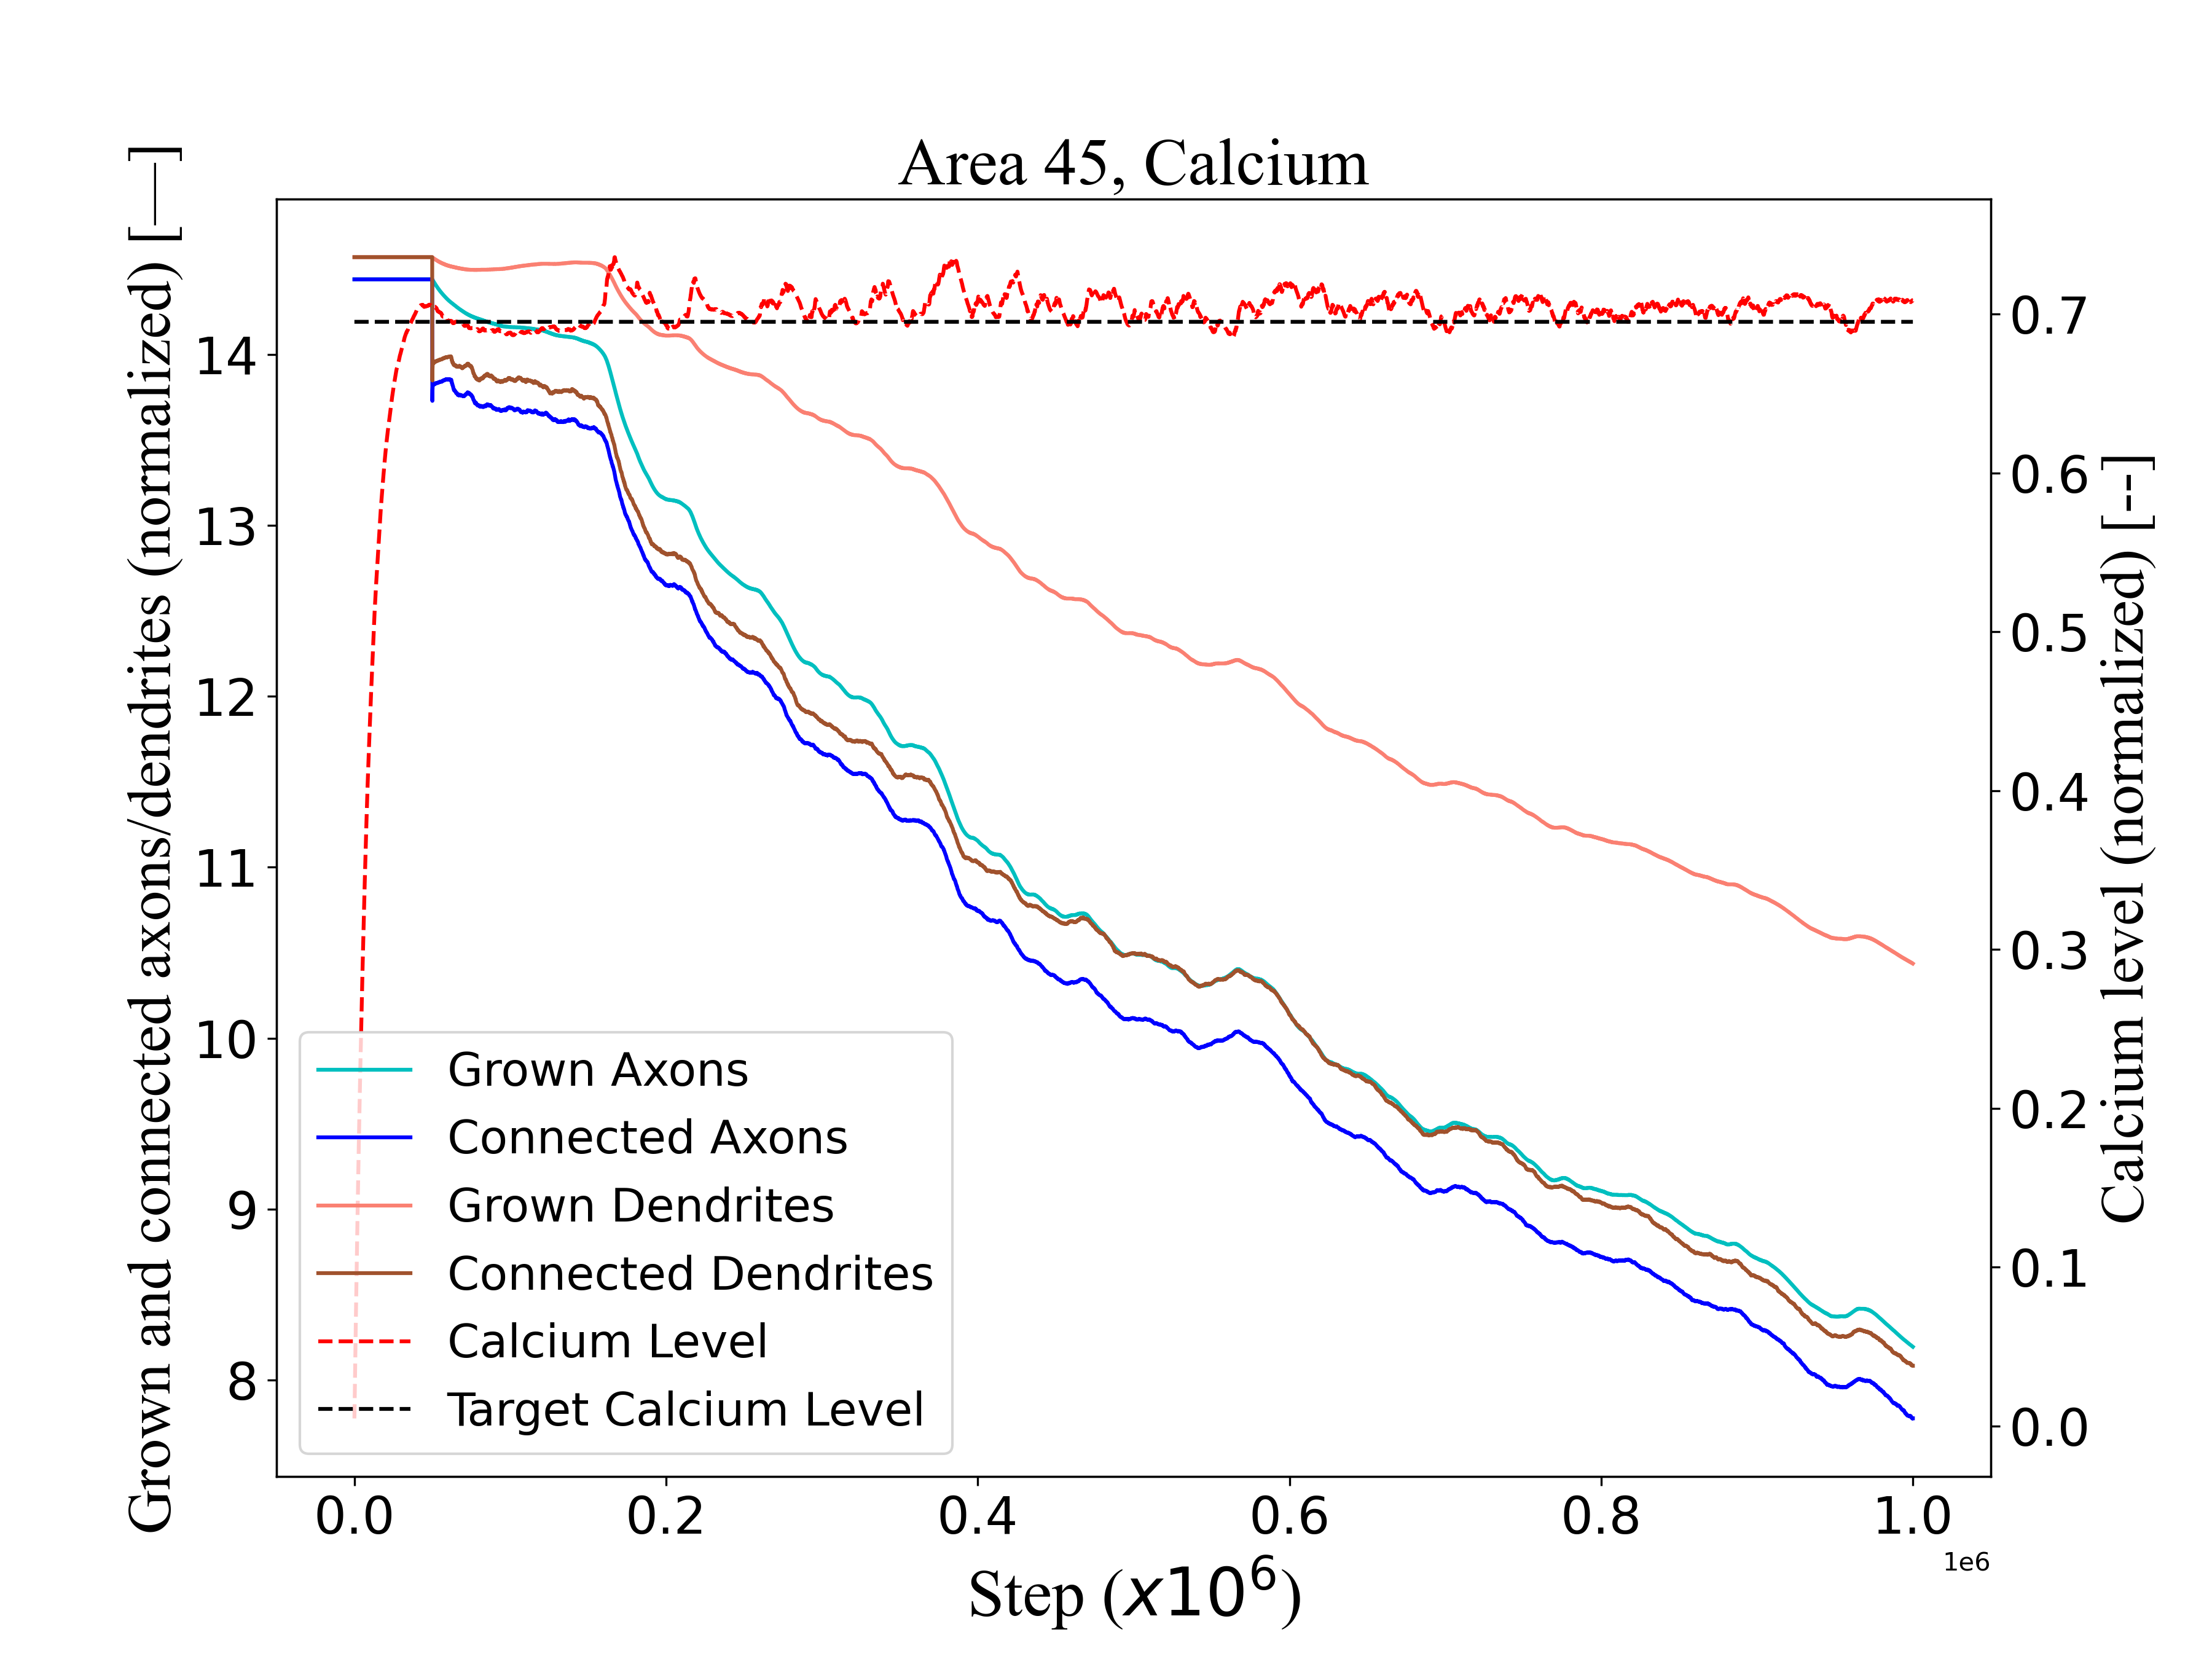 Area 45, Calcium
Grown and connected axons/dendrites (normalized) [—]
14
13
12
11
10
9
8
0.7
0.6
0.5
0.4
0.3
0.2
0.1
0.0
Calcium level (normalized) [--]
Grown Axons
Connected Axons
Grown Dendrites
Connected Dendrites
Calcium Level
Target Calcium Level
0.0 0.2 0.4 0.6 0.8 1.0
1e6
Step (x10⁶)